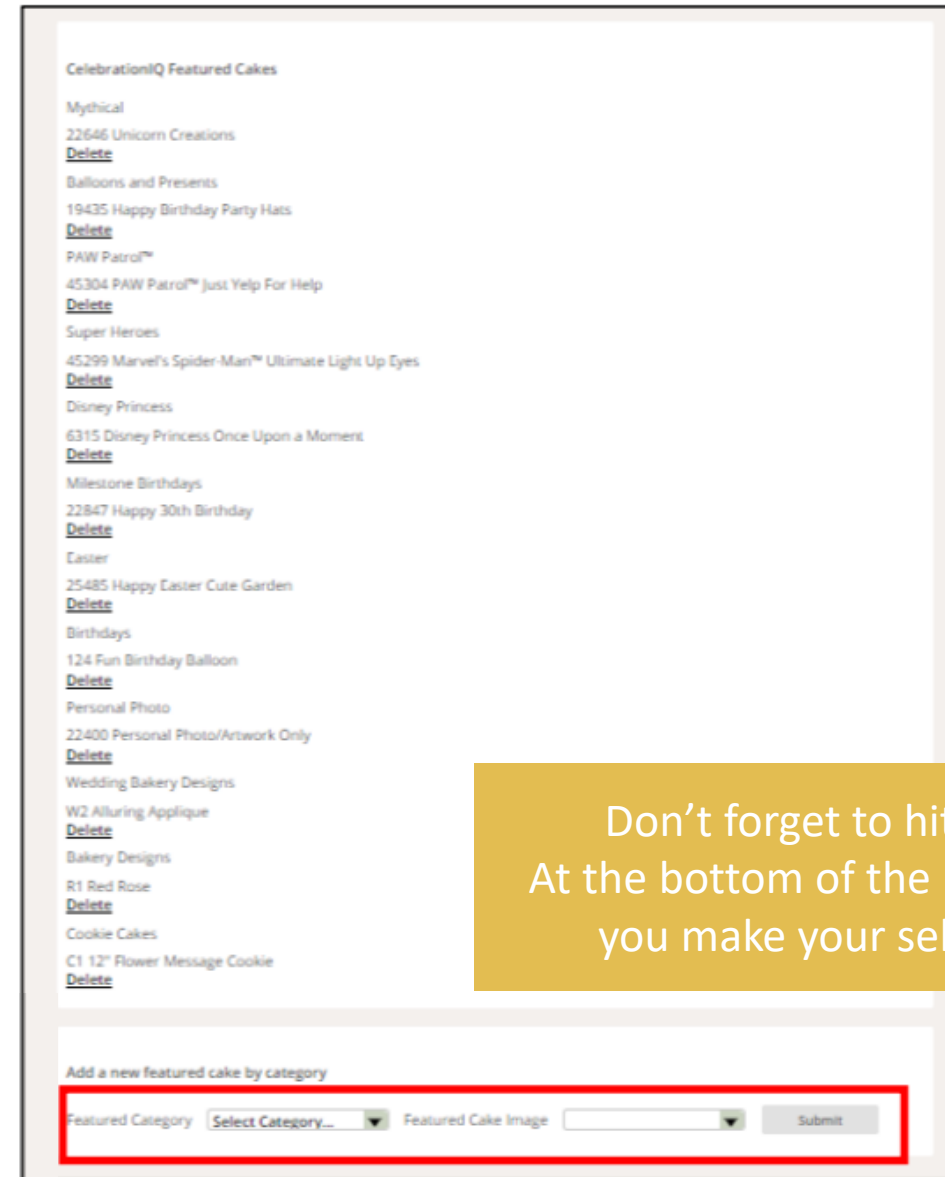 CelebrationIQ Featured Cakes
Mythical
22646 Unicorn Creations
Delete
Balloons and Presents
19435 Happy Birthday Party Hats
Delete
PAW Patrol™
45304 PAW Patrol™ Just Yelp For Help
Delete
Super Heroes
45299 Marvel's Spider-Man™ Ultimate Light Up Eyes
Delete
Disney Princess
6315 Disney Princess Once Upon a Moment
Delete
Milestone Birthdays
22847 Happy 30th Birthday
Delete
Easter
25485 Happy Easter Cute Garden
Delete
Birthdays
124 Fun Birthday Balloon
Delete
Personal Photo
22400 Personal Photo/Artwork Only
Delete
Wedding Bakery Designs
W2 Alluring Applique
Delete
Bakery Designs
R1 Red Rose
Delete
Cookie Cakes
C1 12" Flower Message Cookie
Delete
Don’t forget to hi
At the bottom of the
you make your se
Add a new featured cake by category
Featured Category Select Category... Featured Cake Image Submit